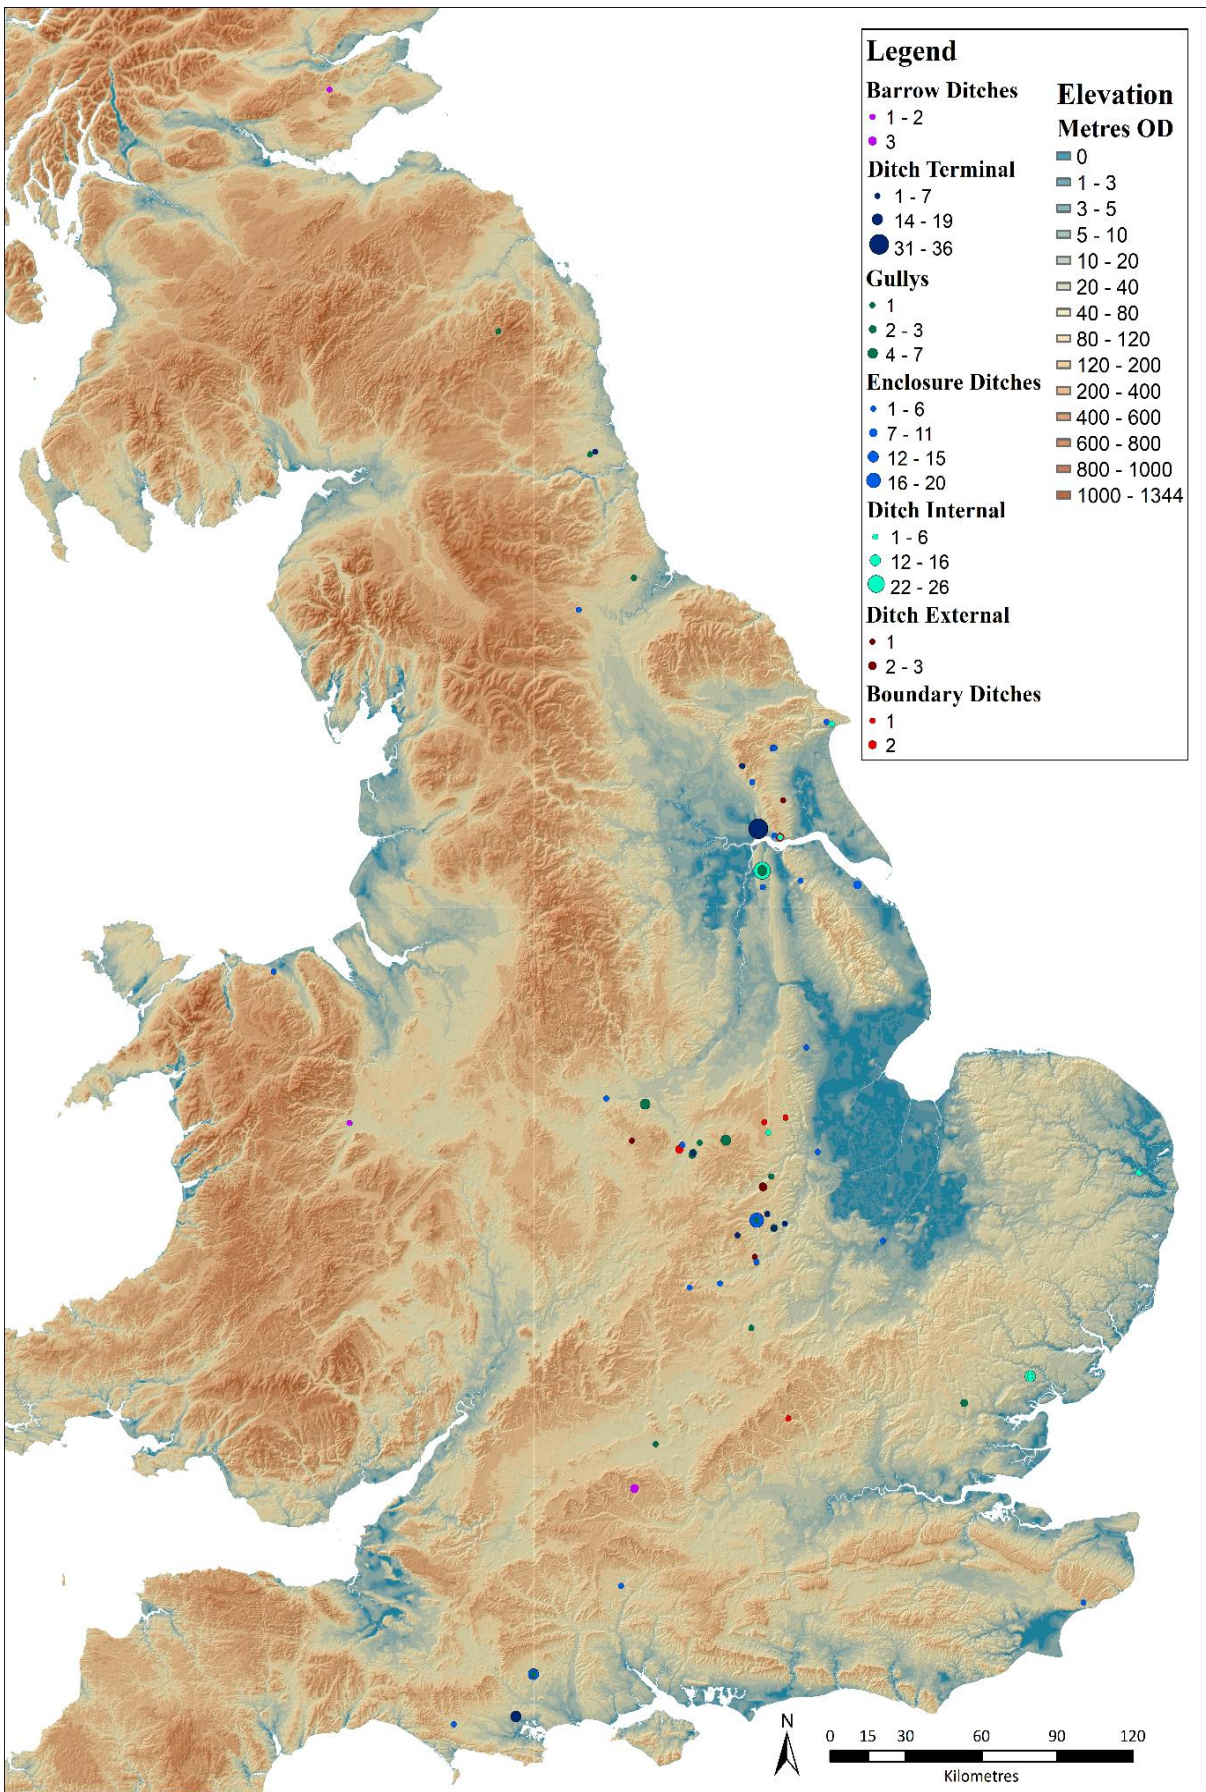 Legend
Barrow Ditches
1 - 2
3
Ditch Terminal
1 - 7
14 - 19
31 - 36
Gullys
1
2 - 3
4 - 7
Enclosure Ditches
1 - 6
7 - 11
12 - 15
16 - 20
Ditch Internal
1 - 6
12 - 16
22 - 26
Ditch External
1
2 - 3
Boundary Ditches
1
2
Elevation
Metres OD
0
1 - 3
3 - 5
5 - 10
10 - 20
20 - 40
40 - 80
80 - 120
120 - 200
200 - 400
400 - 600
600 - 800
800 - 1000
1000 - 1344
N
0 15 30 60 90 120
Kilometres